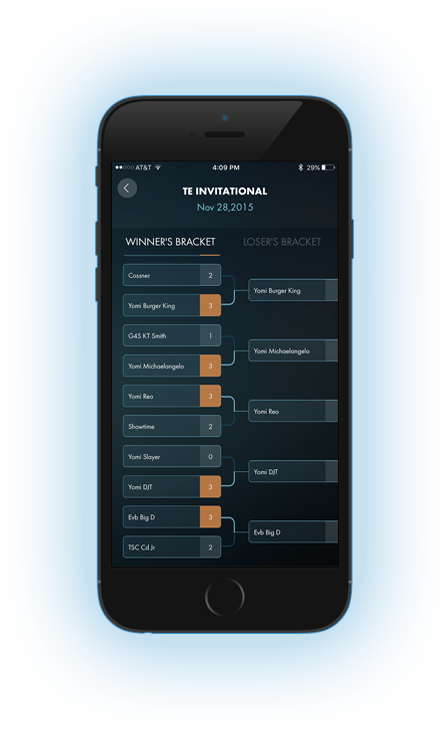 AT&T 4:09 PM 29%
TE INVITATIONAL
Nov 28,2015
WINNER'S BRACKET LOSER'S BRACKET
Cossner 2
Yomi Burger King
Yomi Burger King 3
G4S KT Smith 1
Yomi Michaelangelo
Yomi Michaelangelo 3
Yomi Reo 3
Yomi Reo
Showtime 2
Yomi Slayer 0
Yomi DJT
Yomi DJT 3
Evb Big D 3
Evb Big D
TSC Cd Jr 2